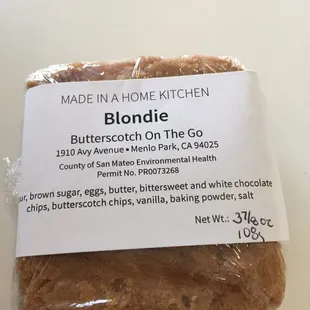 MADE IN A HOME KITCHEN
Blondie
Butterscotch On The Go
1910 Avy Avenue ▪ Menlo Park, CA 94025
County of San Mateo Environmental Health
Permit No. PR0073268
brown sugar, eggs, butter, bittersweet and white chocolate
chips, butterscotch chips, vanilla, baking powder, salt
Net Wt.: 37/8oz
108g